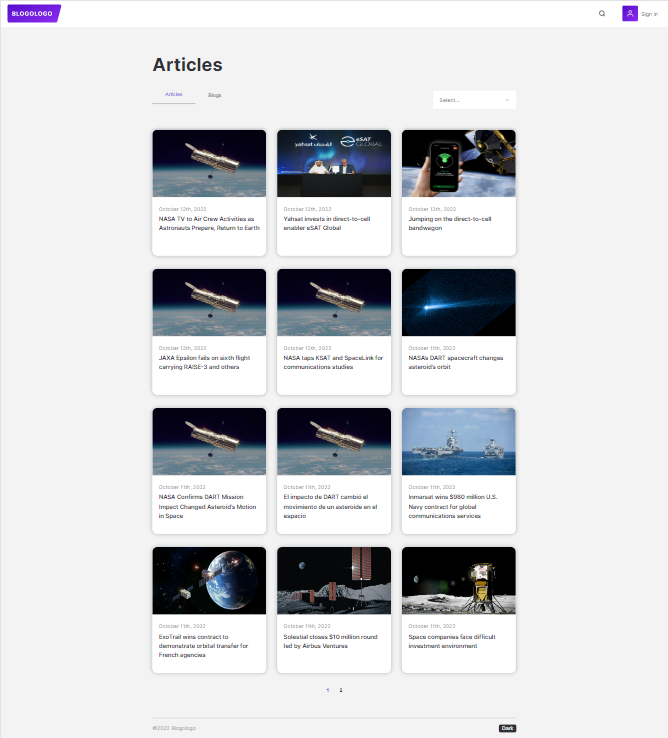 BLOGOLOGO
Sign In
Articles
Articles
Blogs
Select...
yahsat الياه سات eSAT GLOBAL
October 12th, 2022
NASA TV to Air Crew Activities as
Astronauts Prepare, Return to Earth
October 12th, 2022
Yahsat invests in direct-to-cell
enabler eSAT Global
October 12th, 2022
Jumping on the direct-to-cell
bandwagon
October 12th, 2022
JAXA Epsilon fails on sixth flight
carrying RAISE-3 and others
October 12th, 2022
NASA taps KSAT and SpaceLink for
communications studies
October 11th, 2022
NASA's DART spacecraft changes
asteroid's orbit
October 11th, 2022
NASA Confirms DART Mission
Impact Changed Asteroid's Motion
in Space
October 11th, 2022
El impacto de DART cambió el
movimiento de un asteroide en el
espacio
October 11th, 2022
Inmarsat wins $980 million U.S.
Navy contract for global
communications services
October 11th, 2022
ExoTrail wins contract to
demonstrate orbital transfer for
French agencies
October 11th, 2022
Solestial closes $10 million round
led by Airbus Ventures
October 11th, 2022
Space companies face difficult
investment environment
1 2
©2022 Blogologo
Dark